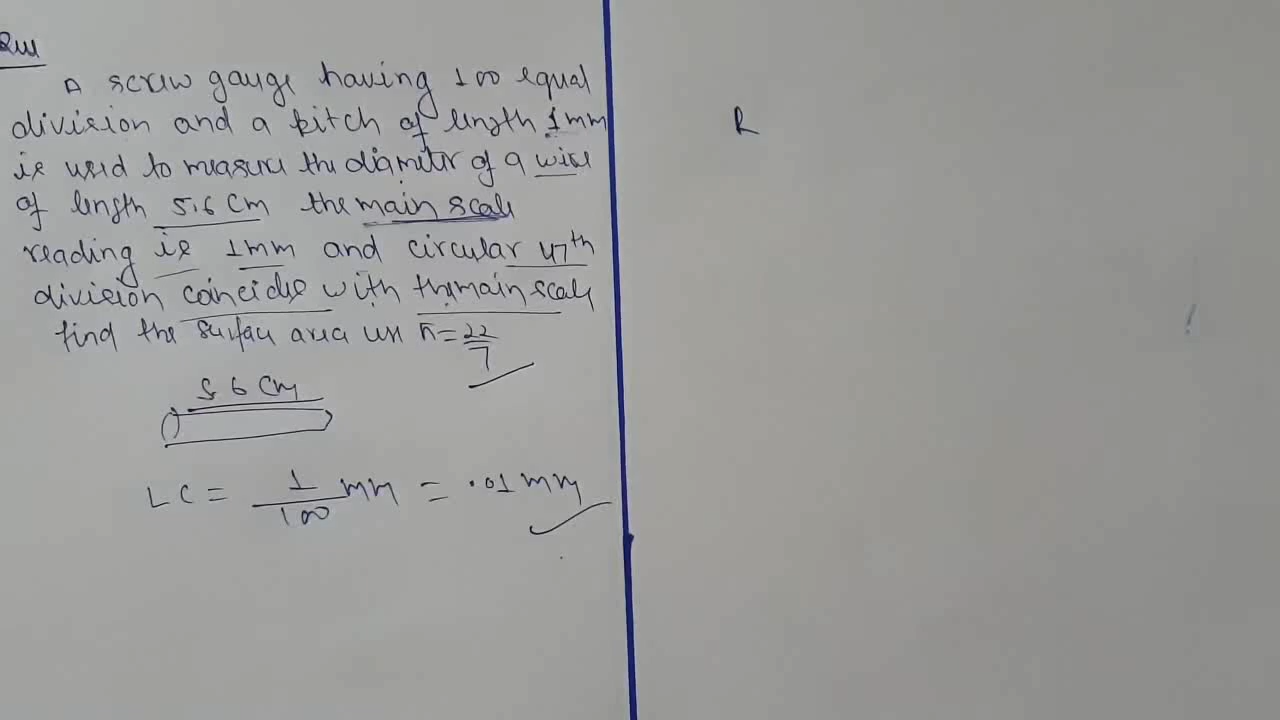 Qu
A screw gauge having 100 equal
division and a pitch of length 1mm
is used to measure the diameter of a wire
of length 5.6 Cm the main scale
reading is 1mm and circular 47th
division coincide with the main scale
find the surface area use π = 22/7
5.6 Cm
LC = 1/100 mm = .01 mm
R